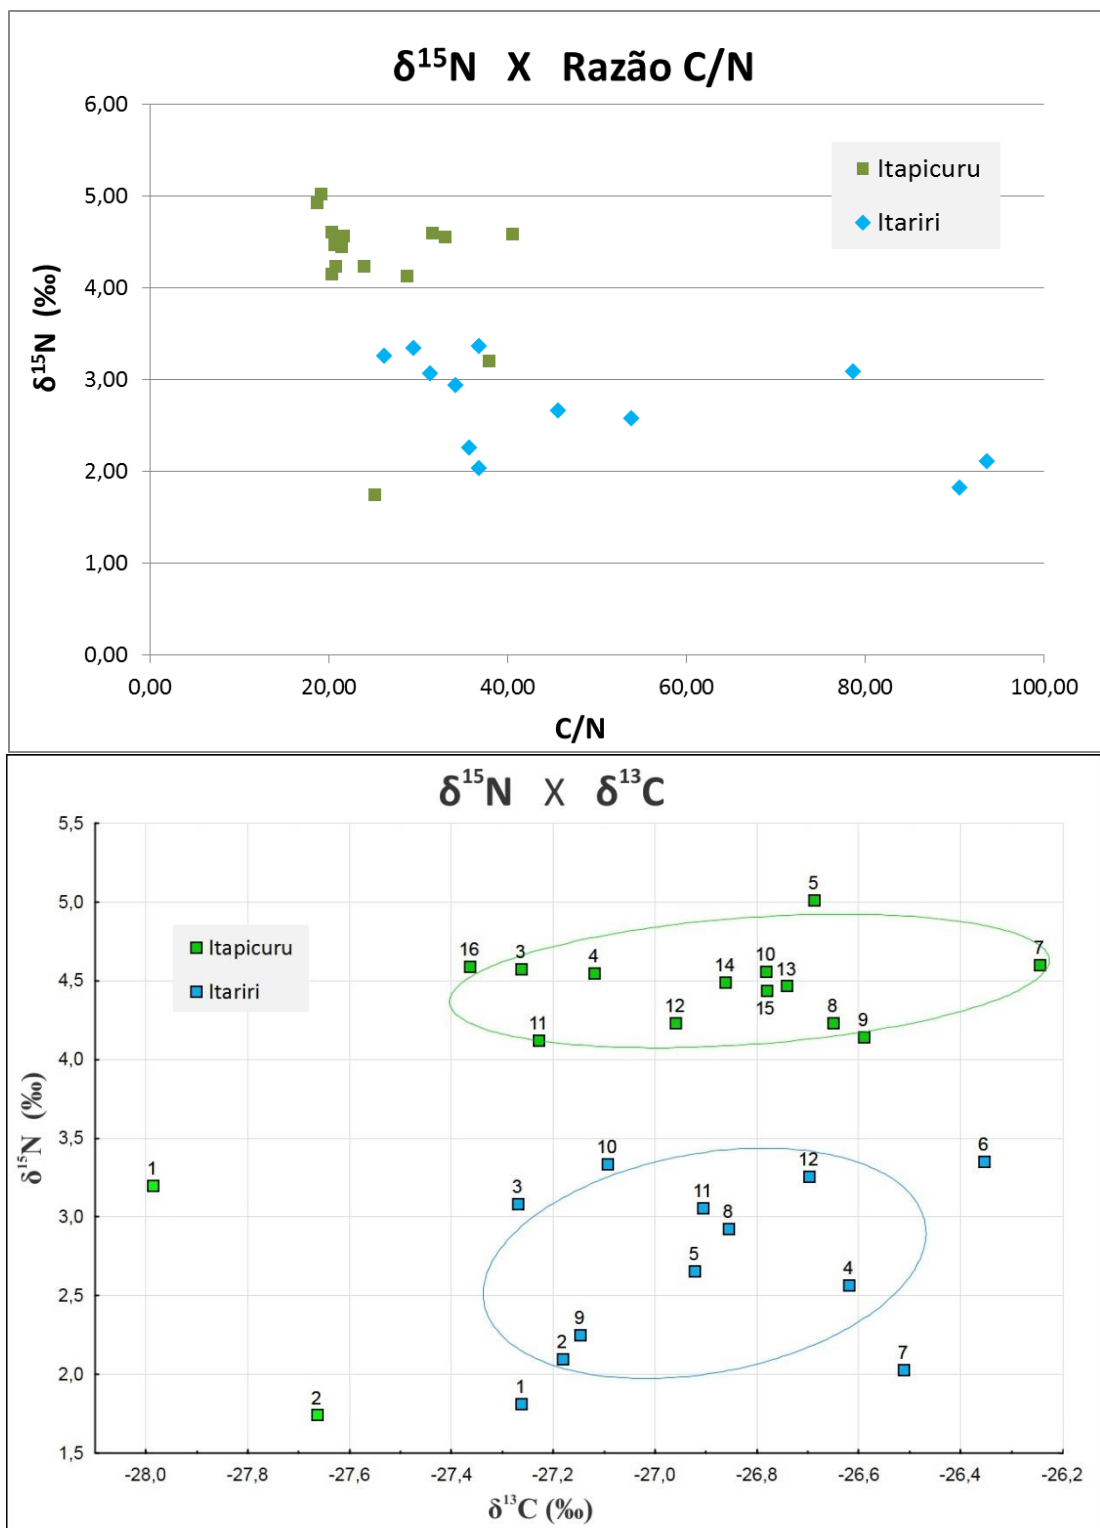 δ¹⁵N X Razão C/N
6,00
5,00
4,00
3,00
2,00
1,00
0,00
δ¹⁵N (‰)
Itapicuru
Itariri
0,00 20,00 40,00 60,00 80,00 100,00
C/N
δ¹⁵N X δ¹³C
5,5
5,0
4,5
4,0
3,5
3,0
2,5
2,0
1,5
δ¹⁵N (‰)
Itapicuru
Itariri
5
16 3 4 14 10 13 7
12 15 8 9
11
1
10 12 6
3 11 8
5 4
9
2 7
1
2
-28,0 -27,8 -27,6 -27,4 -27,2 -27,0 -26,8 -26,6 -26,4 -26,2
δ¹³C (‰)